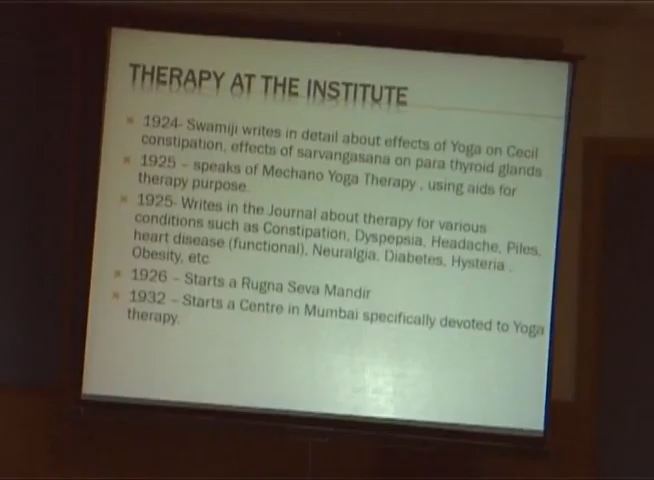 THERAPY AT THE INSTITUTE
1924- Swamiji writes in detail about effects of Yoga on Cecil
constipation, effects of sarvangasana on para thyroid glands
1925 – speaks of Mechano Yoga Therapy , using aids for
therapy purpose.
1925- Writes in the Journal about therapy for various
conditions such as Constipation, Dyspepsia, Headache, Piles,
heart disease (functional), Neuralgia, Diabetes, Hysteria .
Obesity, etc
1926 – Starts a Rugna Seva Mandir
1932 – Starts a Centre in Mumbai specifically devoted to Yoga
therapy.